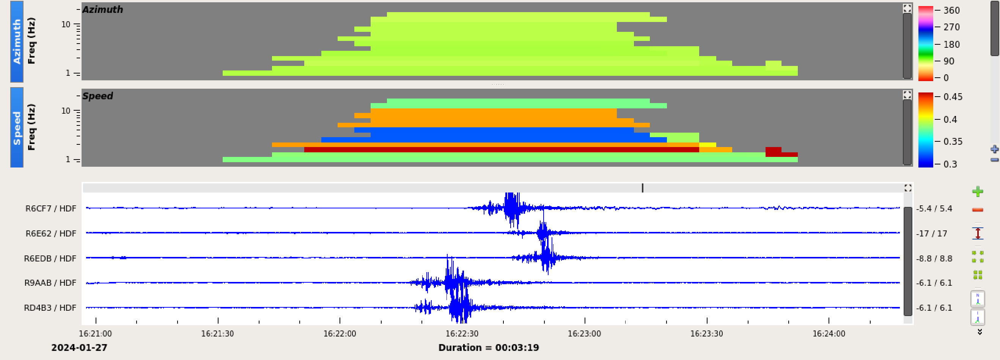 Azimuth
Azimuth
Freq (Hz)
10
1
360
270
180
90
0
Speed
Speed
Freq (Hz)
10
1
0.45
0.4
0.35
0.3
R6CF7 / HDF -5.4 / 5.4
R6E62 / HDF -17 / 17
R6EDB / HDF -8.8 / 8.8
R9AAB / HDF -6.1 / 6.1
RD4B3 / HDF -6.1 / 6.1
16:21:00 16:21:30 16:22:00 16:22:30 16:23:00 16:23:30 16:24:00
2024-01-27 Duration = 00:03:19